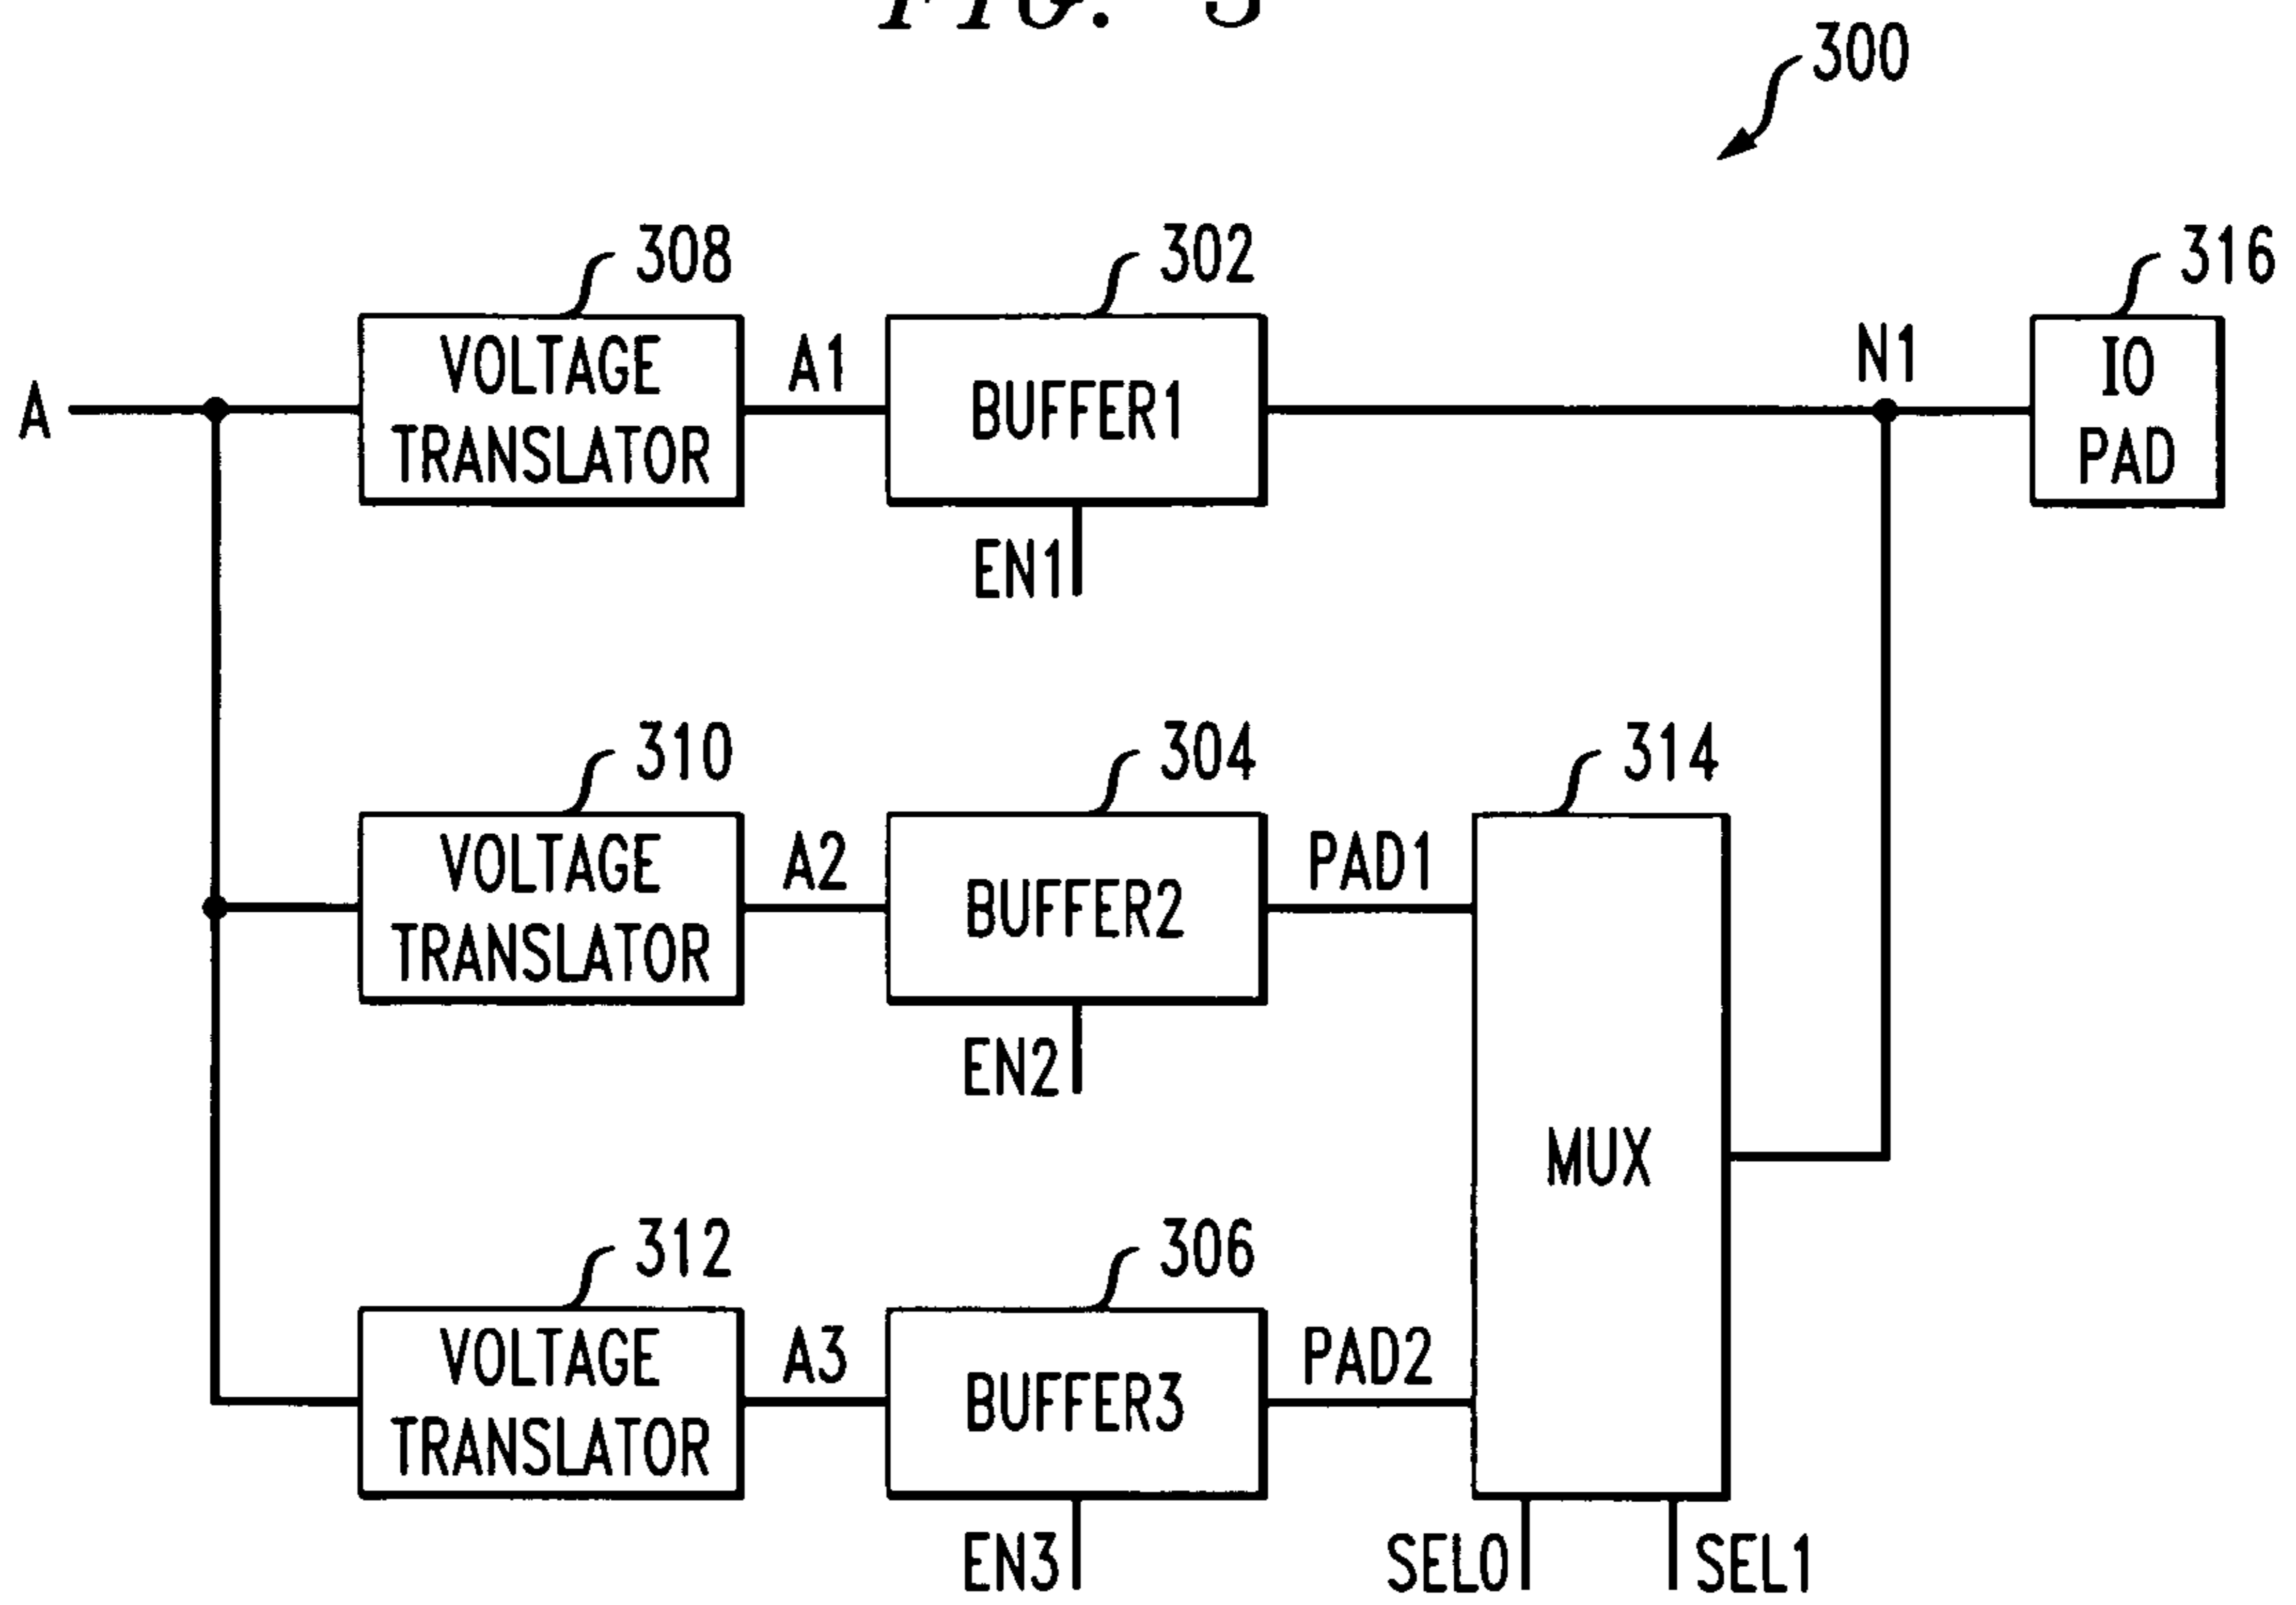 FIG. 3
300
308
302
316
A
VOLTAGE
TRANSLATOR
A1
BUFFER1
N1
IO
PAD
EN1
310
304
314
VOLTAGE
TRANSLATOR
A2
BUFFER2
PAD1
EN2
MUX
312
306
VOLTAGE
TRANSLATOR
A3
BUFFER3
PAD2
EN3
SEL0
SEL1